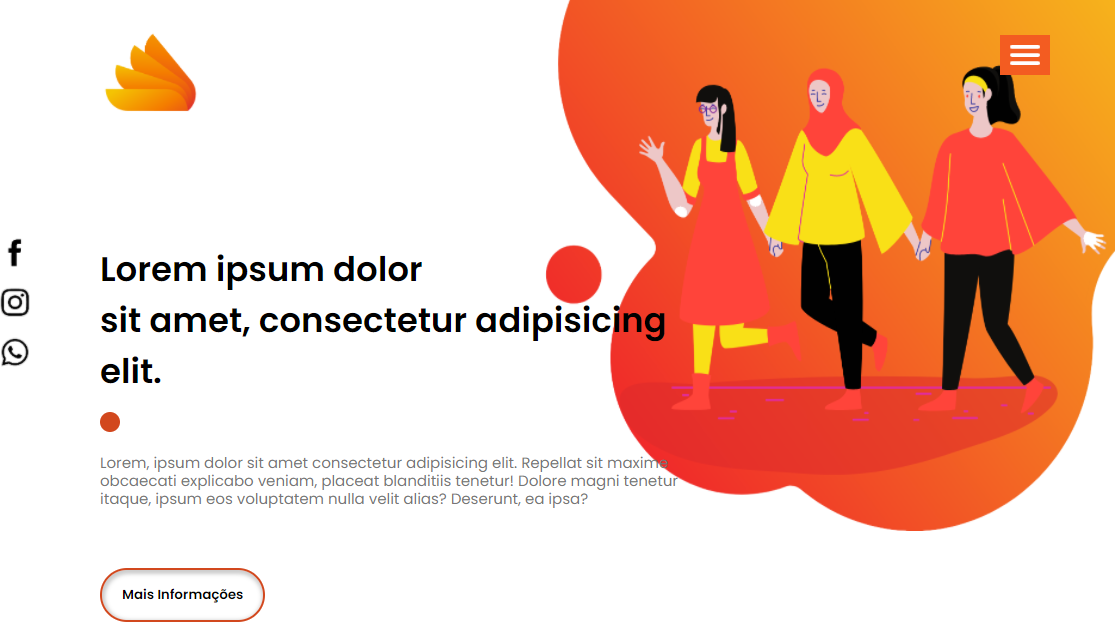 Lorem ipsum dolor
sit amet, consectetur adipisicing
elit.
Lorem, ipsum dolor sit amet consectetur adipisicing elit. Repellat sit maxime
obcaecati explicabo veniam, placeat blanditiis tenetur! Dolore magni tenetur
itaque, ipsum eos voluptatem nulla velit alias? Deserunt, ea ipsa?
Mais Informações